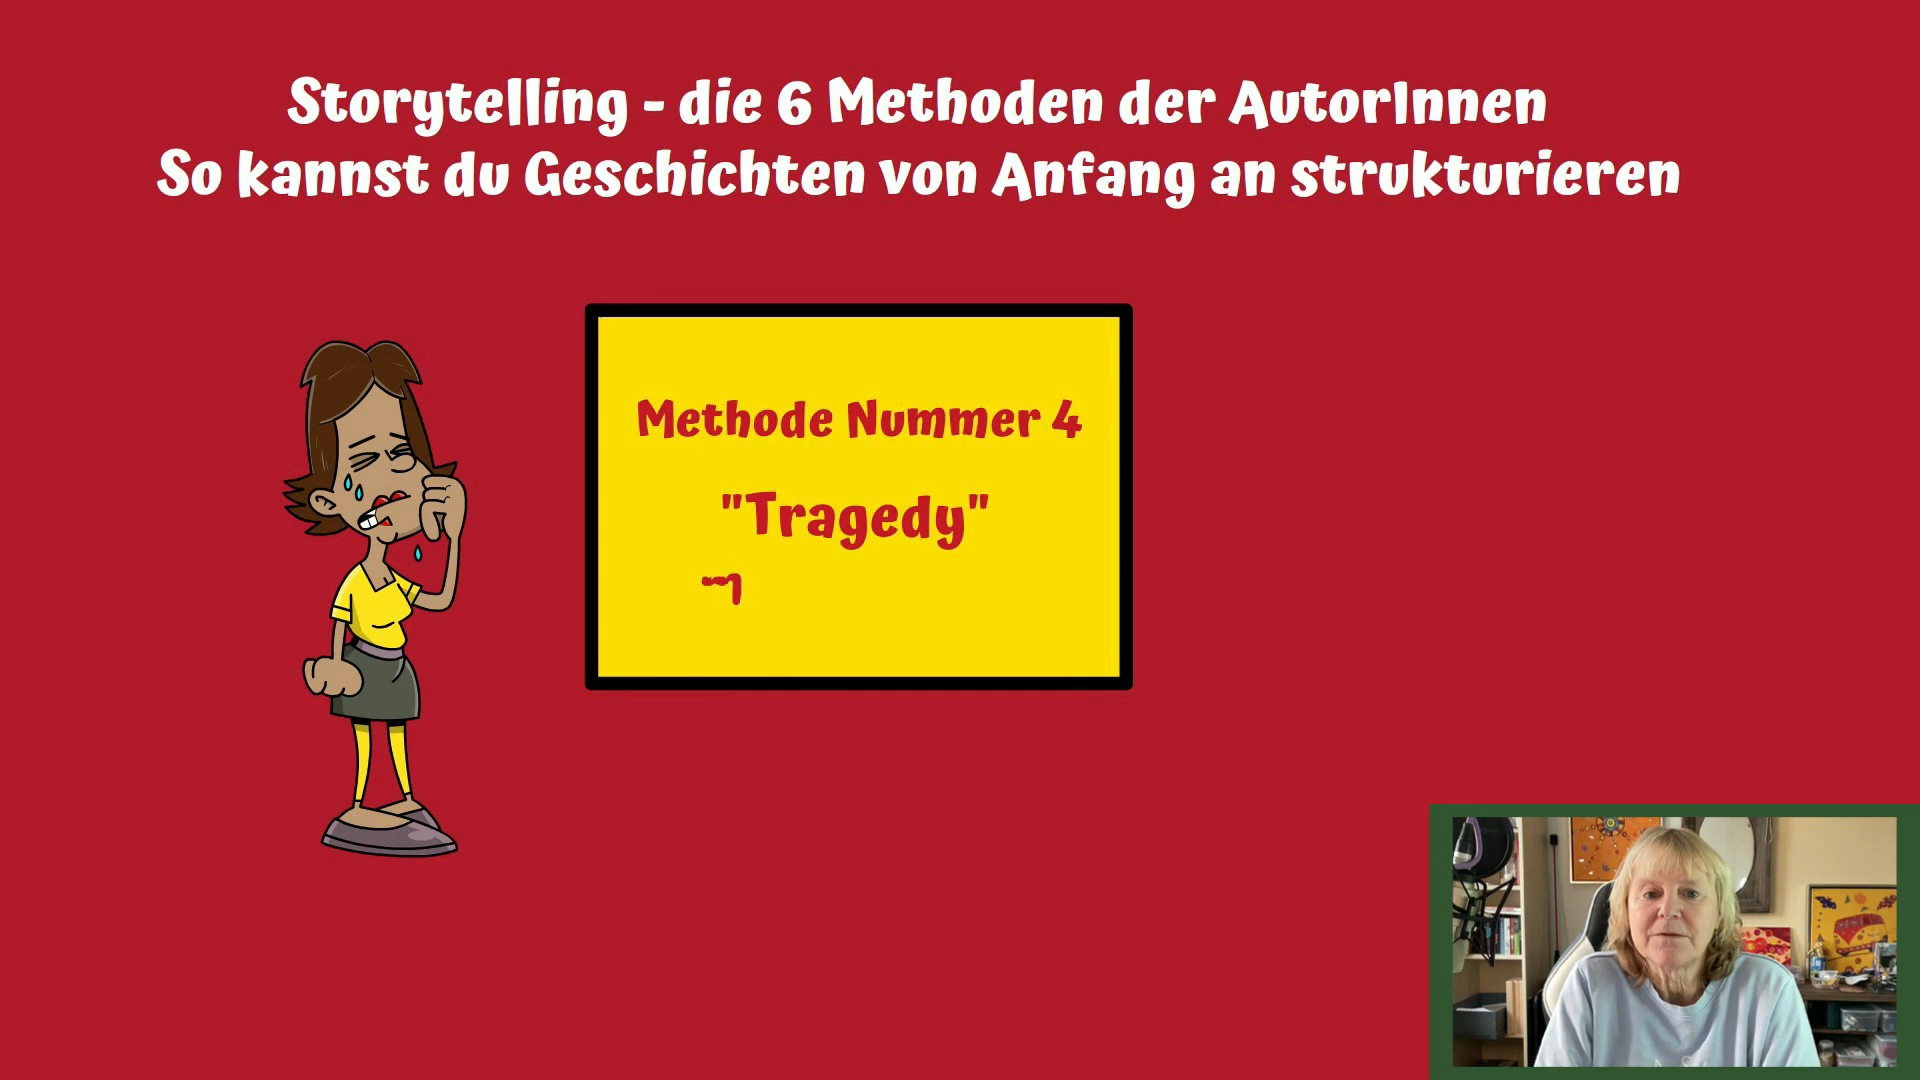 Storytelling - die 6 Methoden der AutorInnen
So kannst du Geschichten von Anfang an strukturieren
Methode Nummer 4
"Tragedy"